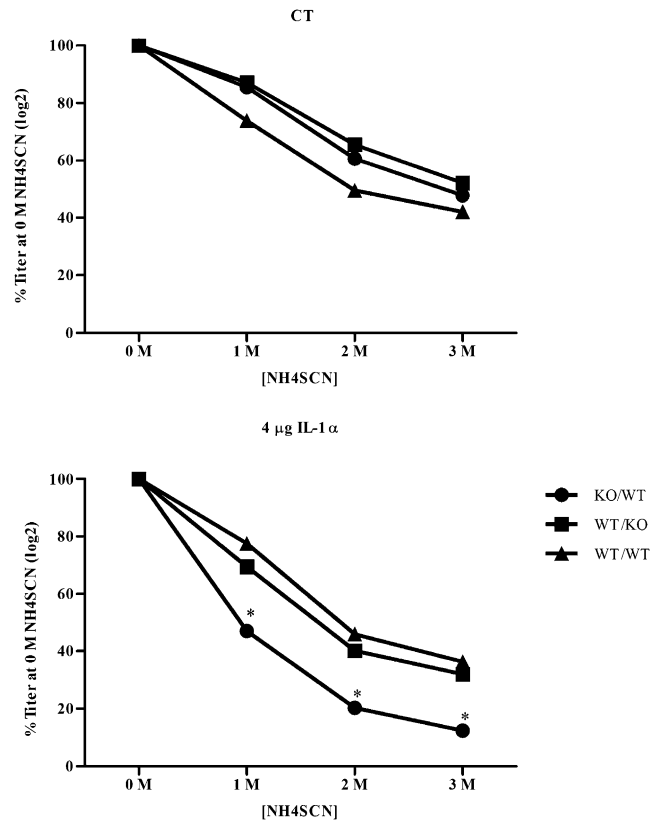 CT
% Titer at 0 M NH4SCN (log2)
100
80
60
40
20
0
0 M 1 M 2 M 3 M
[NH4SCN]
4 μg IL-1α
% Titer at 0 M NH4SCN (log2)
100
80
60
40
20
0
*
*
*
0 M 1 M 2 M 3 M
[NH4SCN]
KO/WT
WT/KO
WT/WT